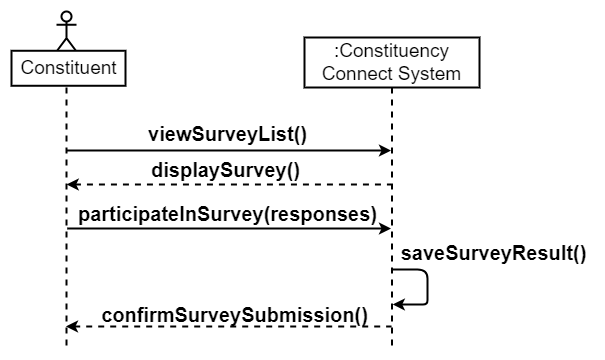 Constituent
:Constituency
Connect System
viewSurveyList()
displaySurvey()
participateInSurvey(responses)
saveSurveyResult()
confirmSurveySubmission()